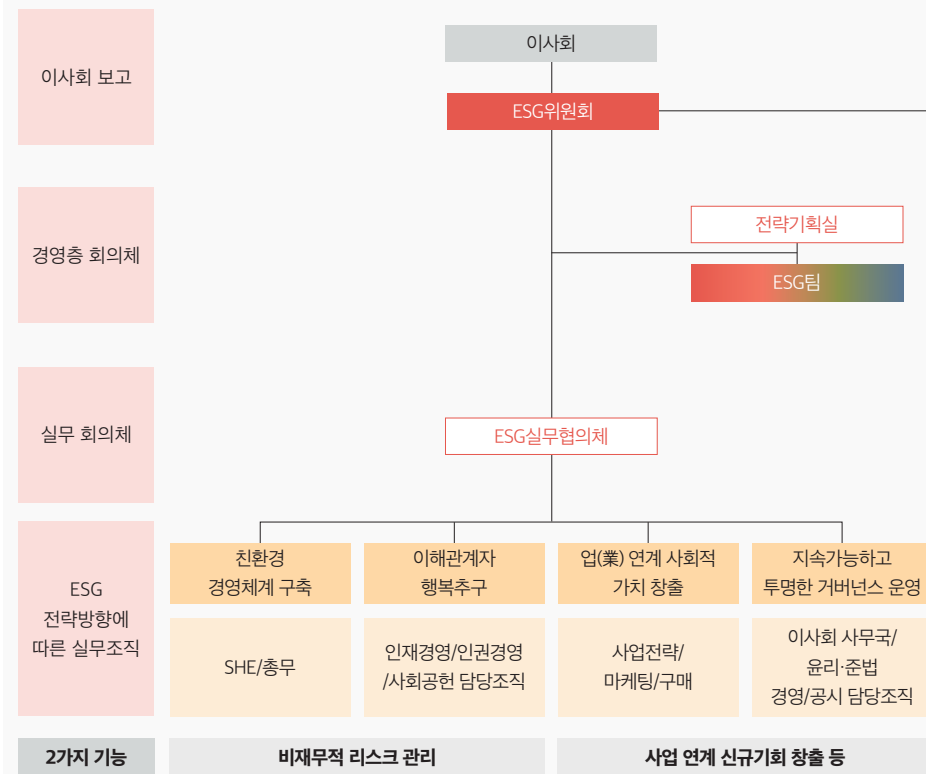 이사회 보고
이사회
ESG위원회
경영층 회의체
전략기획실
ESG팀
실무 회의체
ESG실무협의체
ESG
전략방향에
따른 실무조직
친환경
경영체계 구축
이해관계자
행복추구
업(業) 연계 사회적
가치 창출
지속가능하고
투명한 거버넌스 운영
SHE/총무
인재경영/인권경영
/사회공헌 담당조직
사업전략/
마케팅/구매
이사회 사무국/
윤리·준법
경영/공시 담당조직
2가지 기능
비재무적 리스크 관리
사업 연계 신규기회 창출 등